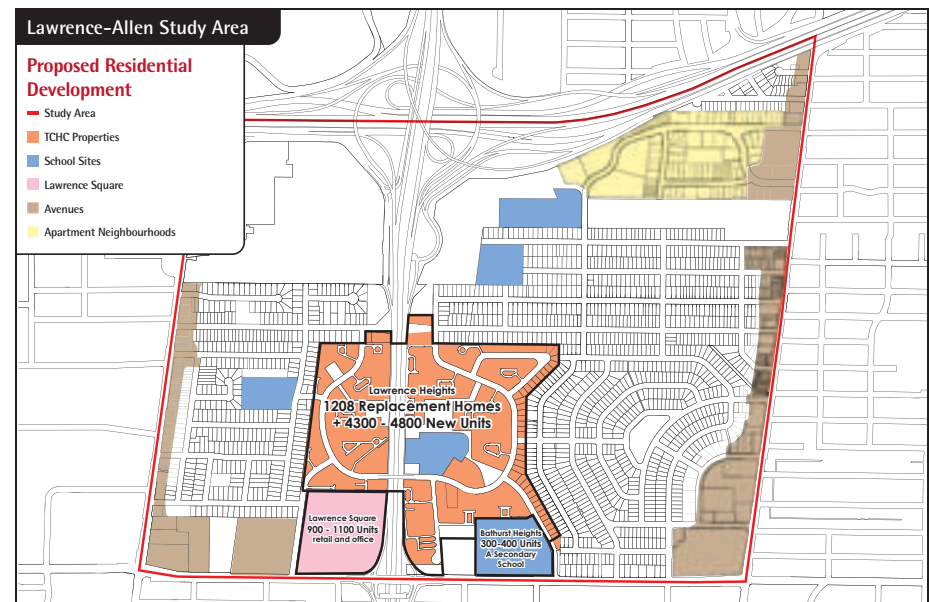 Lawrence-Allen Study Area
Proposed Residential
Development
Study Area
TCHC Properties
School Sites
Lawrence Square
Avenues
Apartment Neighbourhoods
Lawrence Heights
1208 Replacement Homes
+ 4300 - 4800 New Units
Lawrence Square
900 - 1100 Units
retail and office
Bathurst Heights
300-400 Units
A Secondary
School